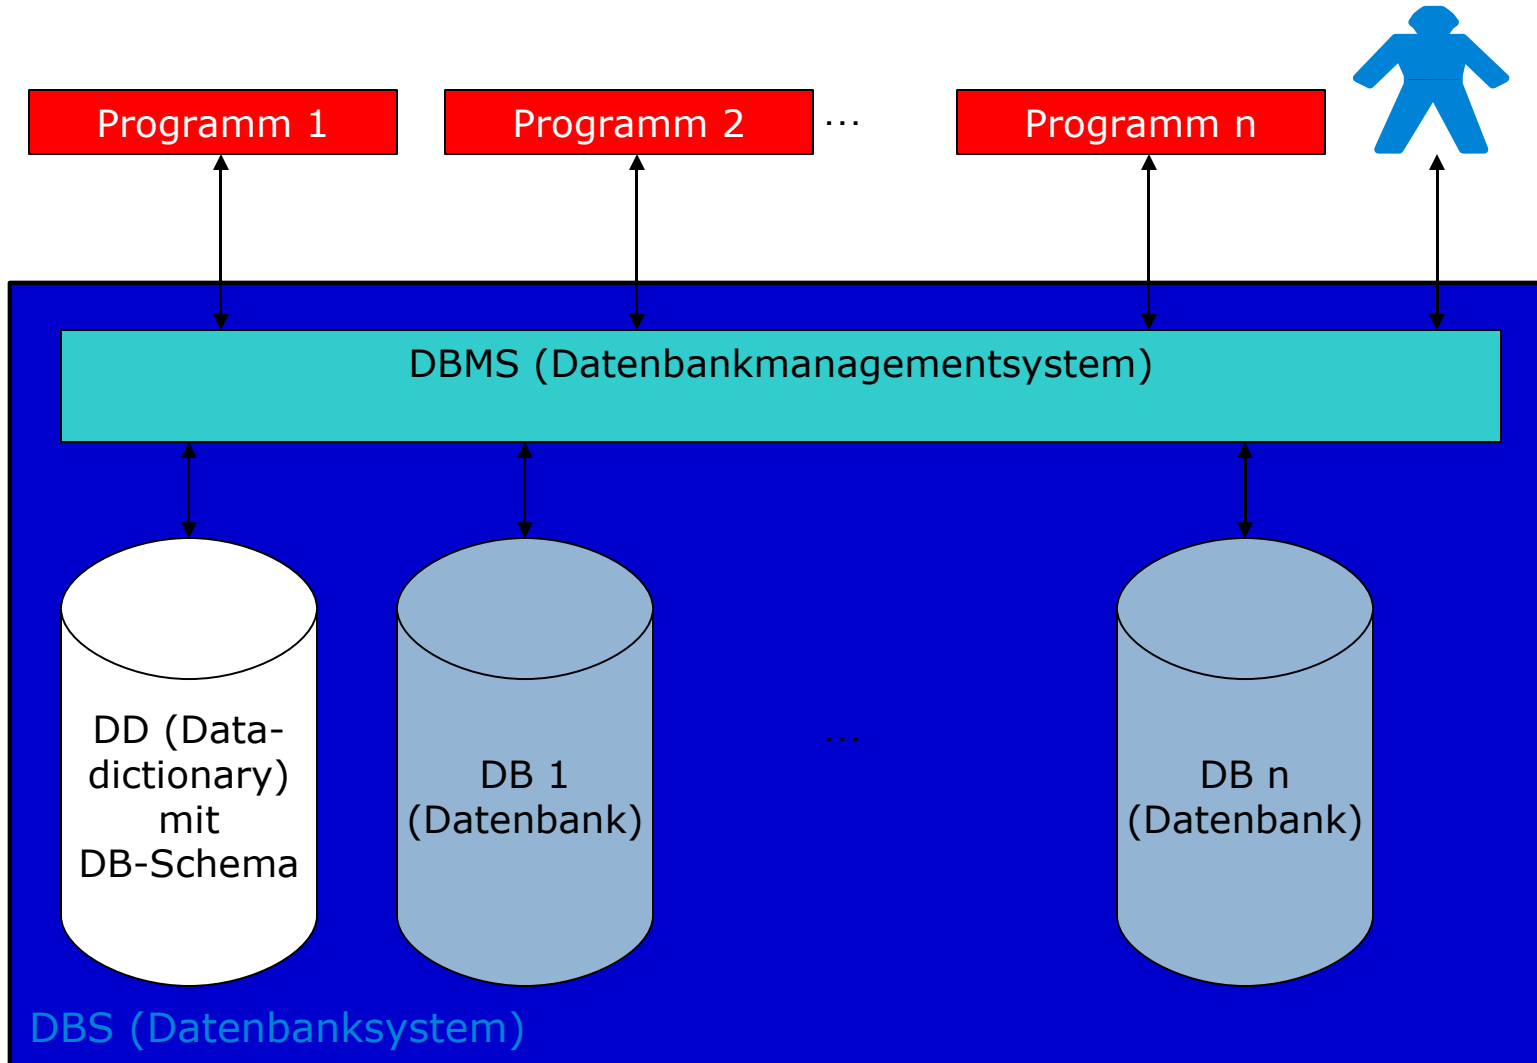 Programm 1
Programm 2
...
Programm n
DBMS (Datenbankmanagementsystem)
DD (Data-
dictionary)
mit
DB-Schema
DB 1
(Datenbank)
...
DB n
(Datenbank)
DBS (Datenbanksystem)